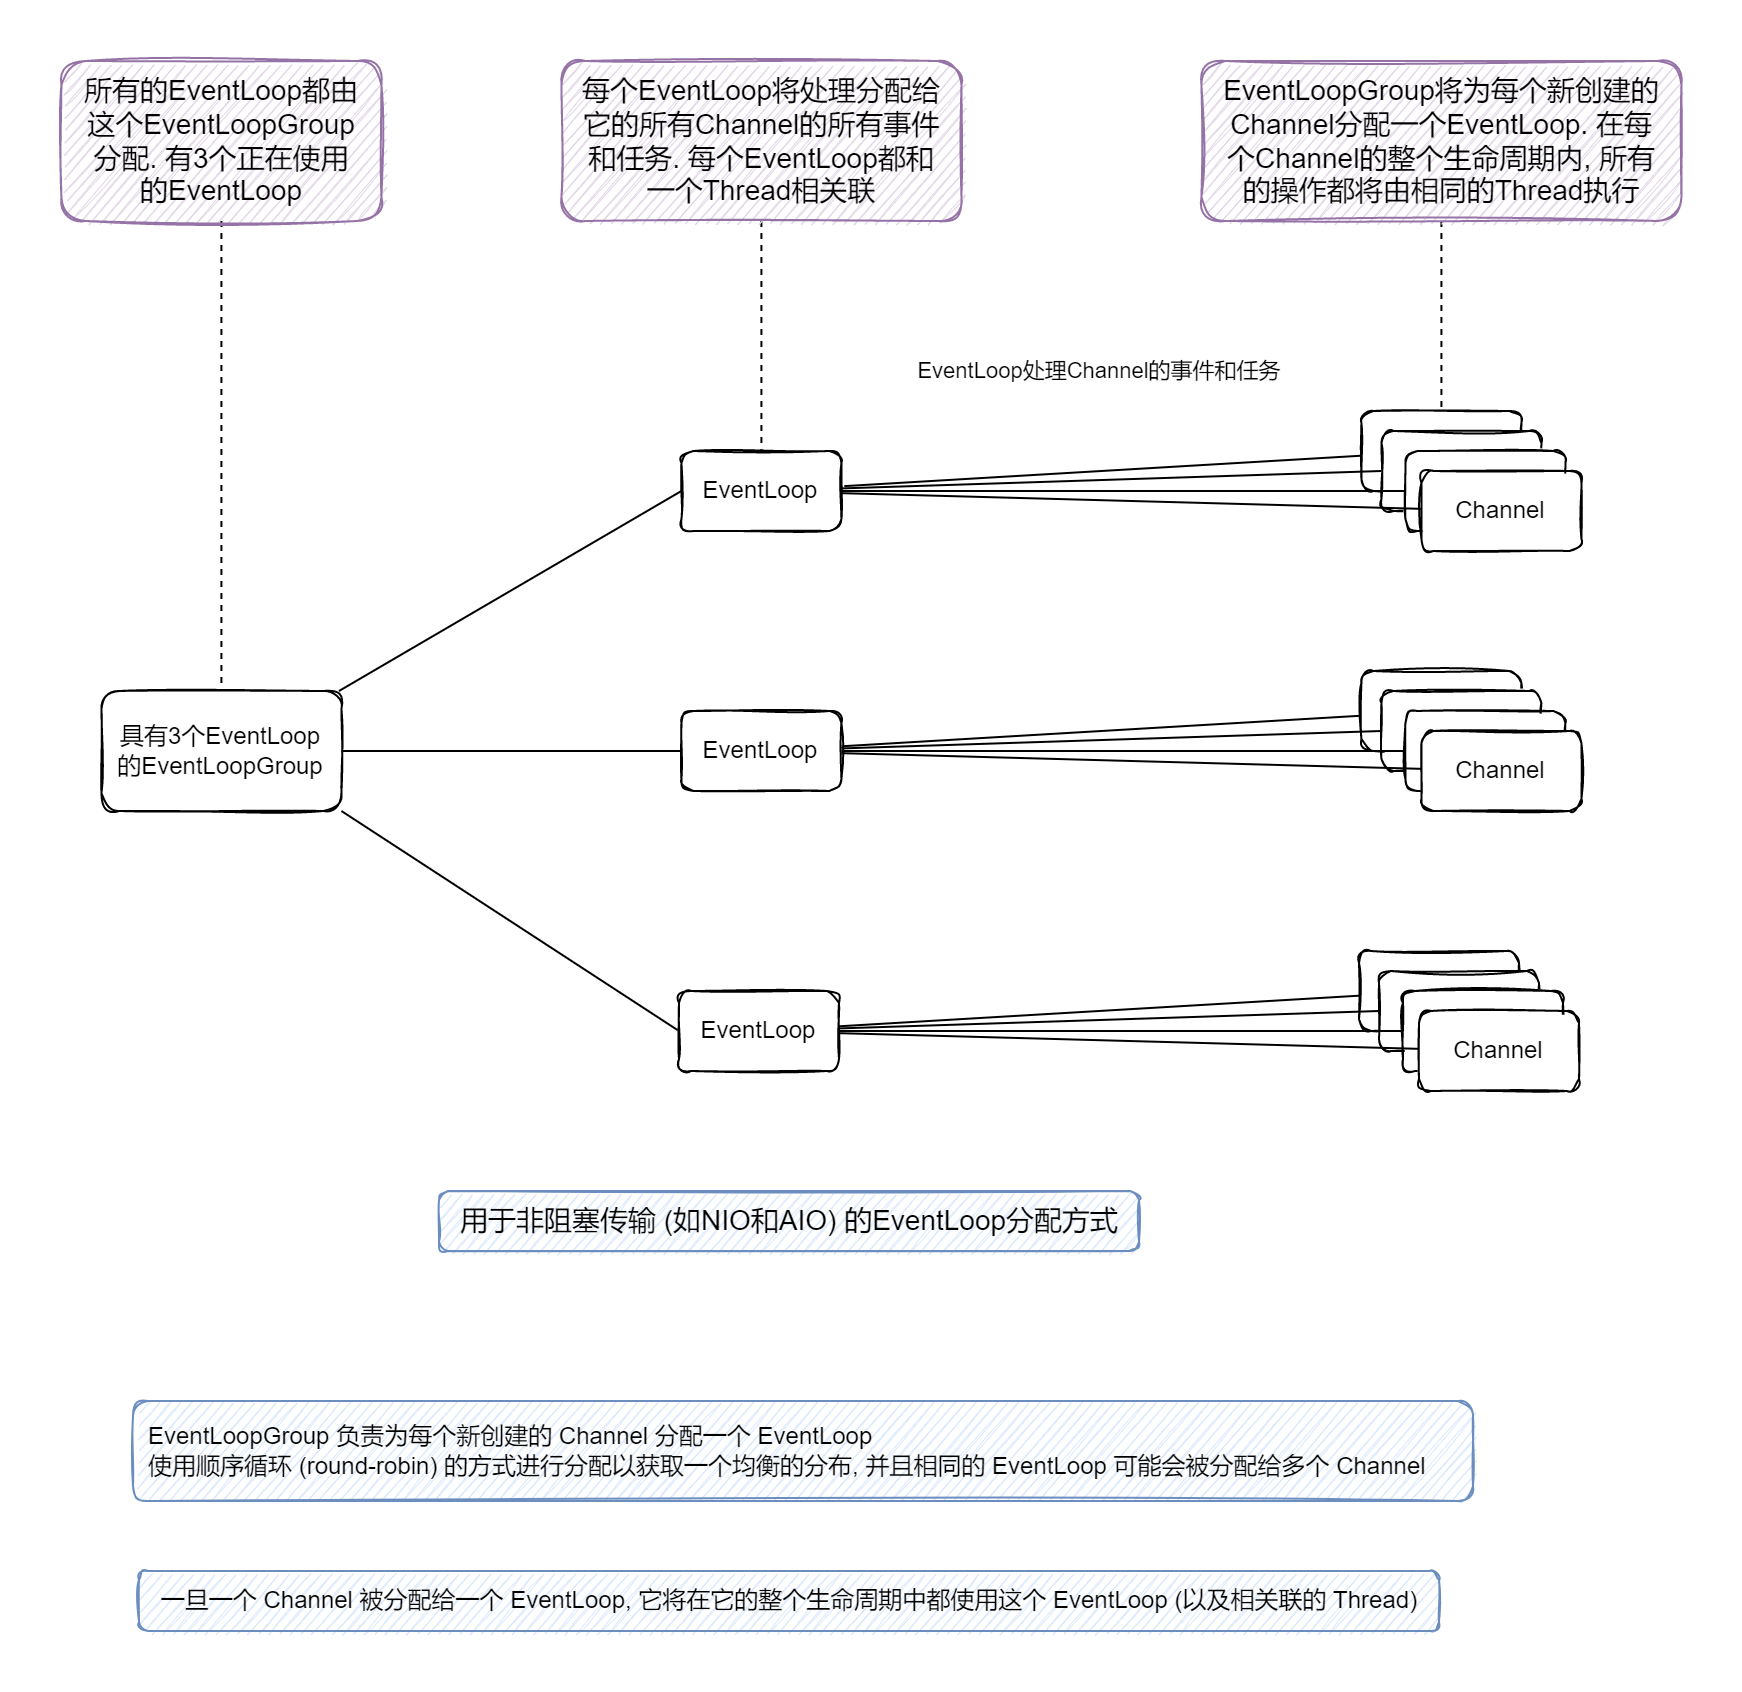 所有的EventLoop都由
这个EventLoopGroup
分配. 有3个正在使用
的EventLoop
每个EventLoop将处理分配给
它的所有Channel的所有事件
和任务. 每个EventLoop都和
一个Thread相关联
EventLoopGroup将为每个新创建的
Channel分配一个EventLoop. 在每
个Channel的整个生命周期内, 所有
的操作都将由相同的Thread执行
EventLoop处理Channel的事件和任务
EventLoop
Channel
具有3个EventLoop
的EventLoopGroup
EventLoop
Channel
EventLoop
Channel
用于非阻塞传输 (如NIO和AIO) 的EventLoop分配方式
EventLoopGroup 负责为每个新创建的 Channel 分配一个 EventLoop
使用顺序循环 (round-robin) 的方式进行分配以获取一个均衡的分布, 并且相同的 EventLoop 可能会被分配给多个 Channel
一旦一个 Channel 被分配给一个 EventLoop, 它将在它的整个生命周期中都使用这个 EventLoop (以及相关联的 Thread)